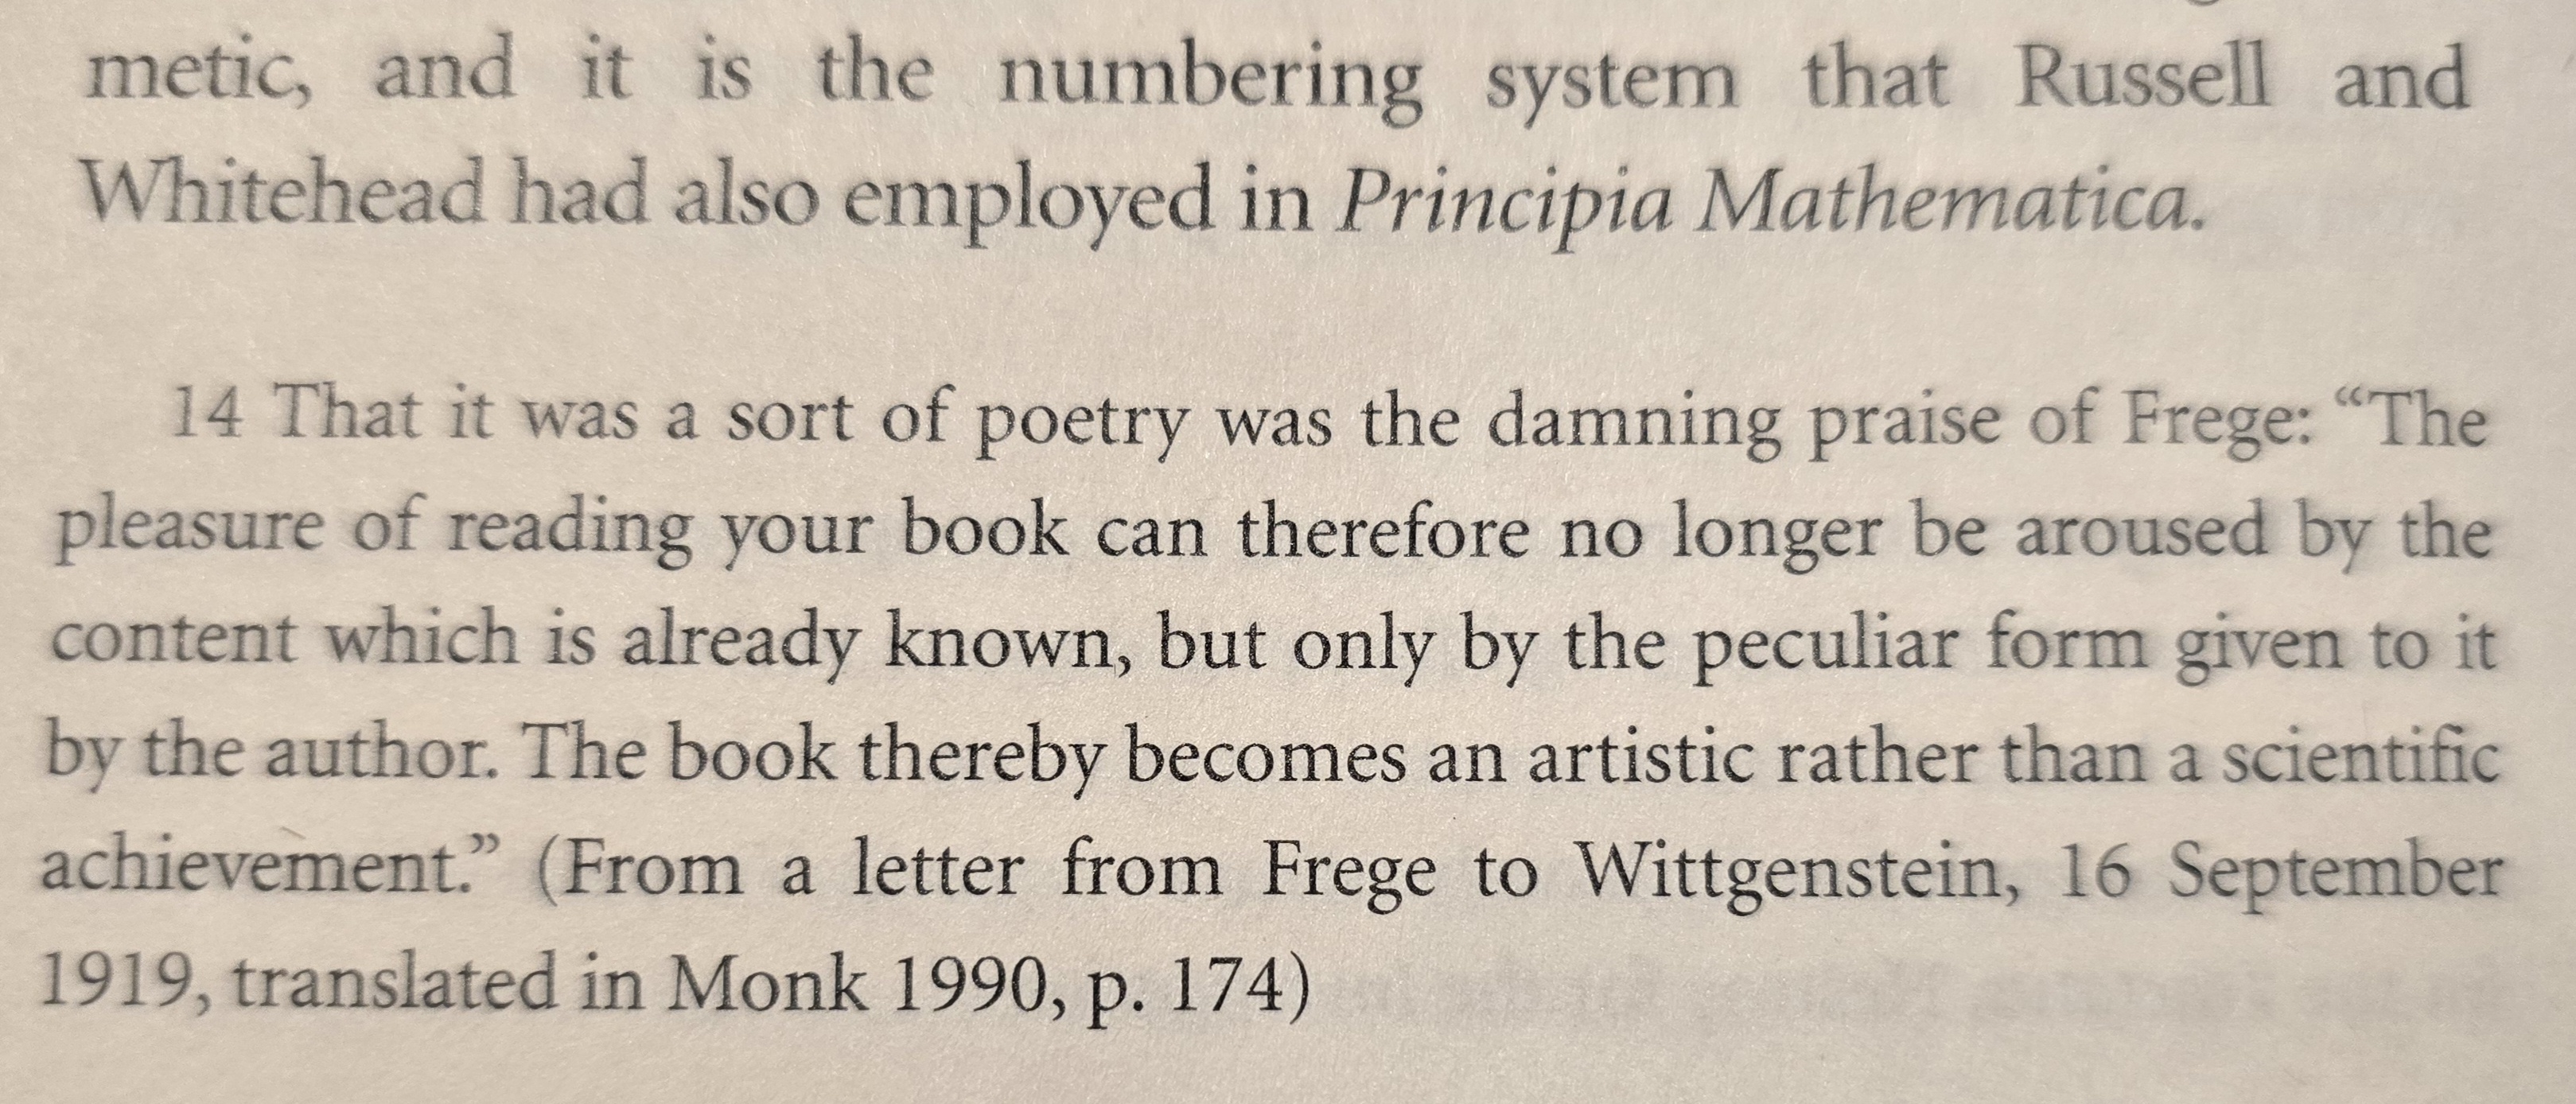 metic, and it is the numbering system that Russell and
Whitehead had also employed in Principia Mathematica.
14 That it was a sort of poetry was the damning praise of Frege: “The
pleasure of reading your book can therefore no longer be aroused by the
content which is already known, but only by the peculiar form given to it
by the author. The book thereby becomes an artistic rather than a scientific
achievement.” (From a letter from Frege to Wittgenstein, 16 September
1919, translated in Monk 1990, p. 174)